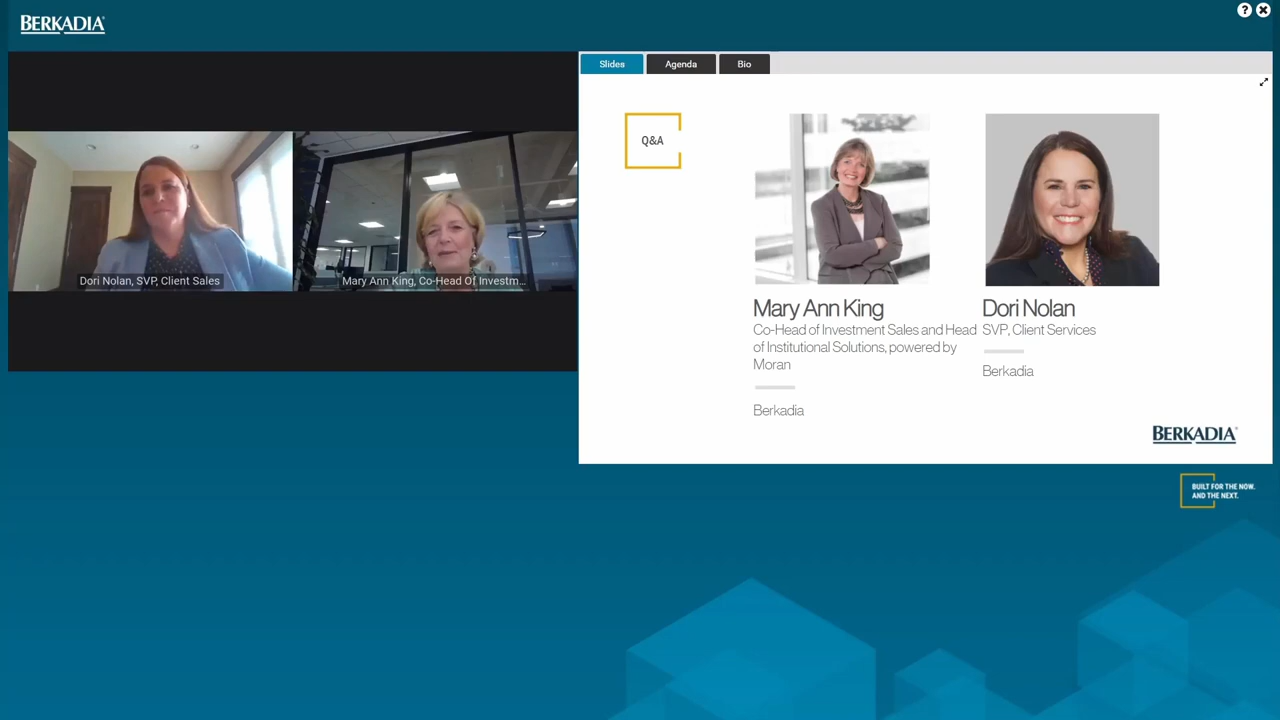 BERKADIA
Slides
Agenda
Bio
Q&A
Dori Nolan, SVP, Client Sales
Mary Ann King, Co-Head Of Investm...
Mary Ann King
Co-Head of Investment Sales and Head
of Institutional Solutions, powered by
Moran
Berkadia
Dori Nolan
SVP, Client Services
Berkadia
BERKADIA
BUILT FOR THE NOW.
AND THE NEXT.